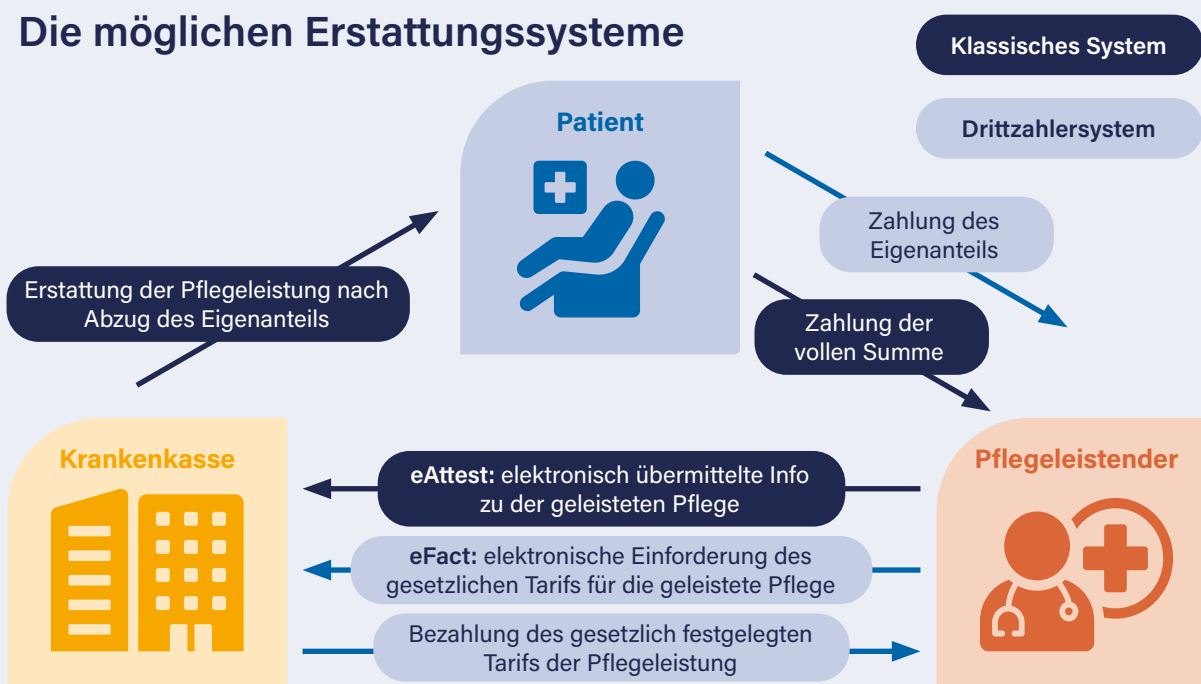 Die möglichen Erstattungssysteme
Klassisches System
Drittzahlersystem
Patient
Zahlung des
Eigenanteils
Erstattung der Pflegeleistung nach
Abzug des Eigenanteils
Zahlung der
vollen Summe
Krankenkasse
Pflegeleistender
eAttest: elektronisch übermittelte Info
zu der geleisteten Pflege
eFact: elektronische Einforderung des
gesetzlichen Tarifs für die geleistete Pflege
Bezahlung des gesetzlich festgelegten
Tarifs der Pflegeleistung